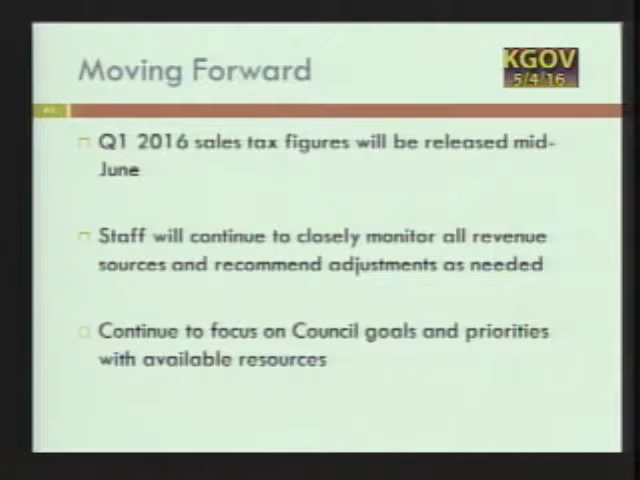 Moving Forward
KGOV
5/4/16
Q1 2016 sales tax figures will be released mid-
June
Staff will continue to closely monitor all revenue
sources and recommend adjustments as needed
Continue to focus on Council goals and priorities
with available resources